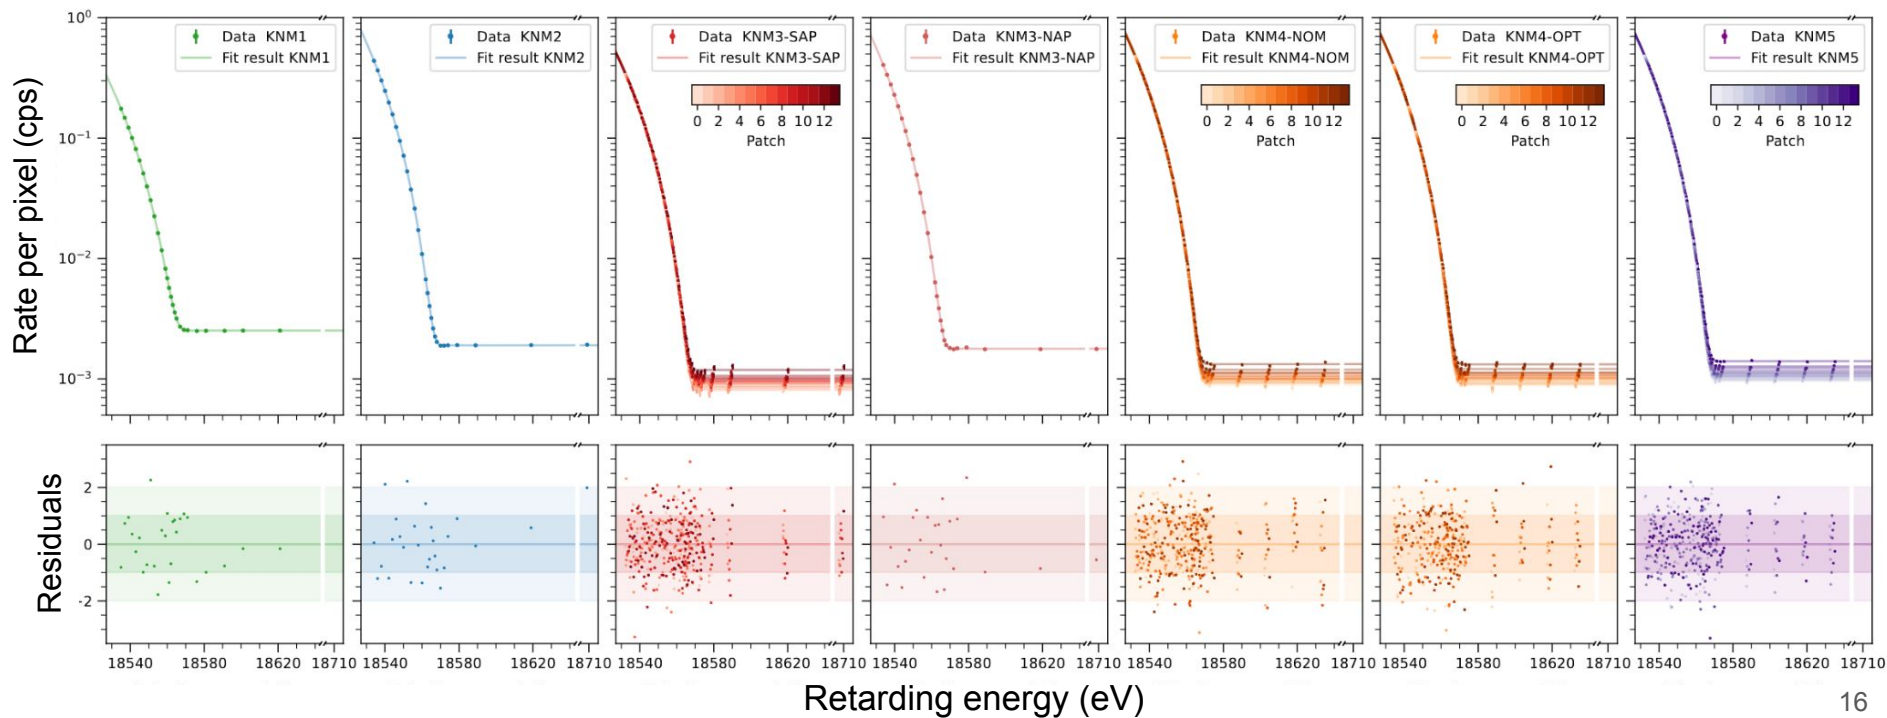 Rate per pixel (cps)
10⁰
10⁻¹
10⁻²
10⁻³
Data KNM1
Fit result KNM1
Data KNM2
Fit result KNM2
Data KNM3-SAP
Fit result KNM3-SAP
0 2 4 6 8 10 12
Patch
Data KNM3-NAP
Fit result KNM3-NAP
Data KNM4-NOM
Fit result KNM4-NOM
0 2 4 6 8 10 12
Patch
Data KNM4-OPT
Fit result KNM4-OPT
0 2 4 6 8 10 12
Patch
Data KNM5
Fit result KNM5
0 2 4 6 8 10 12
Patch
Residuals
2
0
-2
18540 18580 18620 18710 18540 18580 18620 18710 18540 18580 18620 18710 18540 18580 18620 18710 18540 18580 18620 18710 18540 18580 18620 18710 18540 18580 18620 18710
Retarding energy (eV)
16